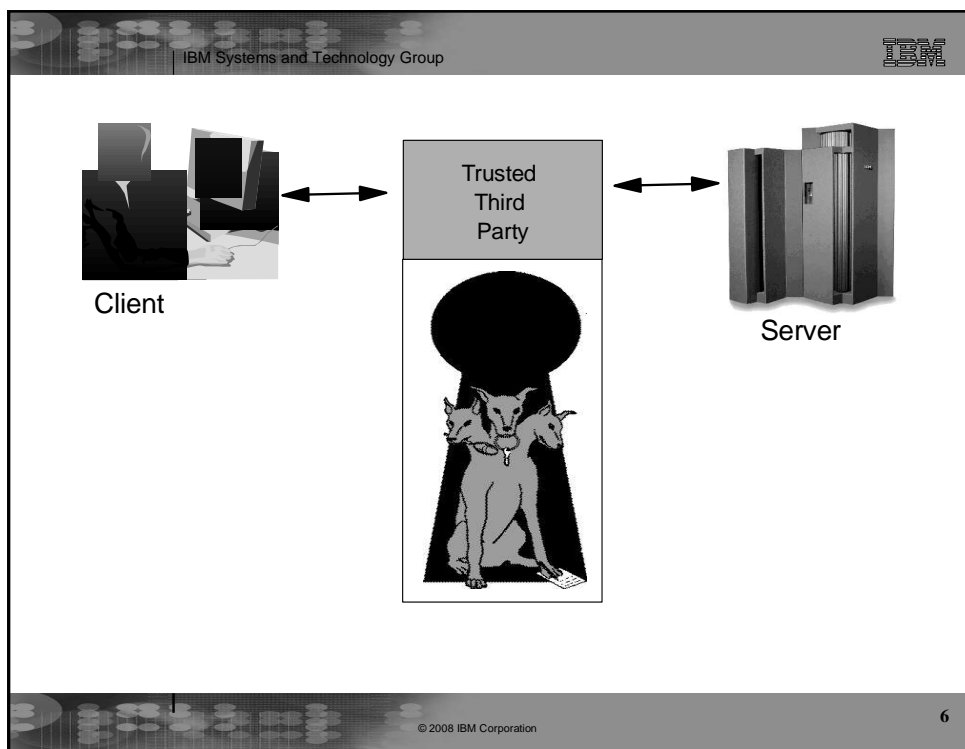 IBM Systems and Technology Group
IBM
Trusted
Third
Party
Client
Server
© 2008 IBM Corporation
6